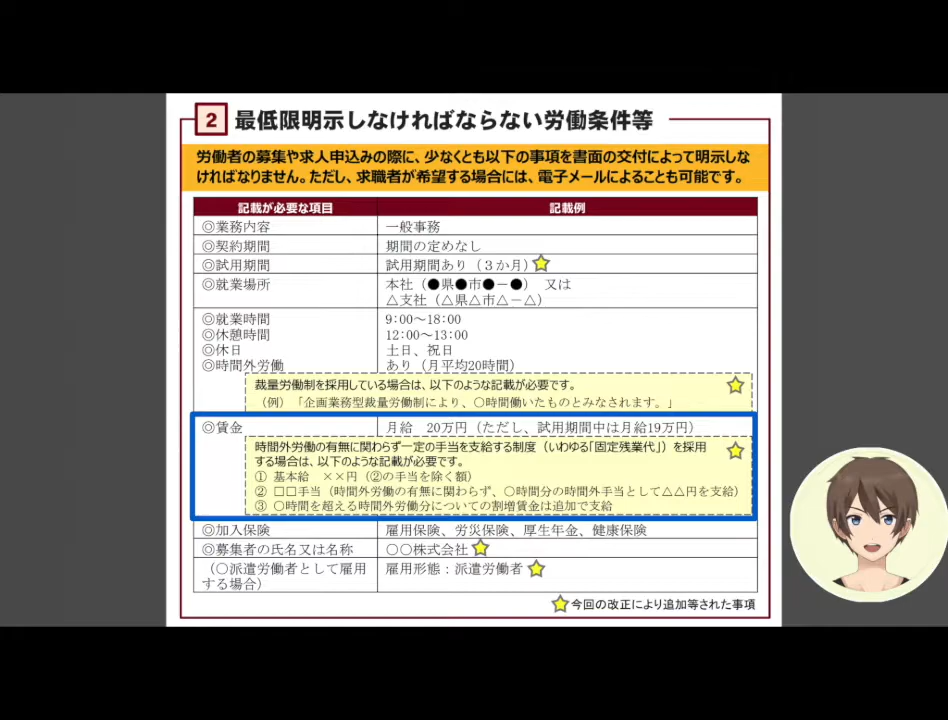 2 最低限明示しなければならない労働条件等
労働者の募集や求人申込みの際に、少なくとも以下の事項を書面の交付によって明示しな
ければなりません。ただし、求職者が希望する場合には、電子メールによることも可能です。
記載が必要な項目 記載例
◎業務内容 一般事務
◎契約期間 期間の定めなし
◎試用期間 試用期間あり（３か月）
◎就業場所 本社（●県●市●－●） 又は
△支社（△県△市△－△）
◎就業時間 9:00～18:00
◎休憩時間 12:00～13:00
◎休日 土日、祝日
◎時間外労働 あり（月平均20時間）
裁量労働制を採用している場合は、以下のような記載が必要です。
（例）「企画業務型裁量労働制により、○時間働いたものとみなされます。」
◎賃金 月給 20万円（ただし、試用期間中は月給19万円）
時間外労働の有無に関わらず一定の手当を支給する制度（いわゆる「固定残業代」）を採用
する場合は、以下のような記載が必要です。
① 基本給 ××円（②の手当を除く額）
② □□手当（時間外労働の有無に関わらず、○時間分の時間外手当として△△円を支給）
③ ○時間を超える時間外労働分についての割増賃金は追加で支給
◎加入保険 雇用保険、労災保険、厚生年金、健康保険
◎募集者の氏名又は名称 ○○株式会社
（○派遣労働者として雇用 雇用形態：派遣労働者
する場合）
今回の改正により追加等された事項